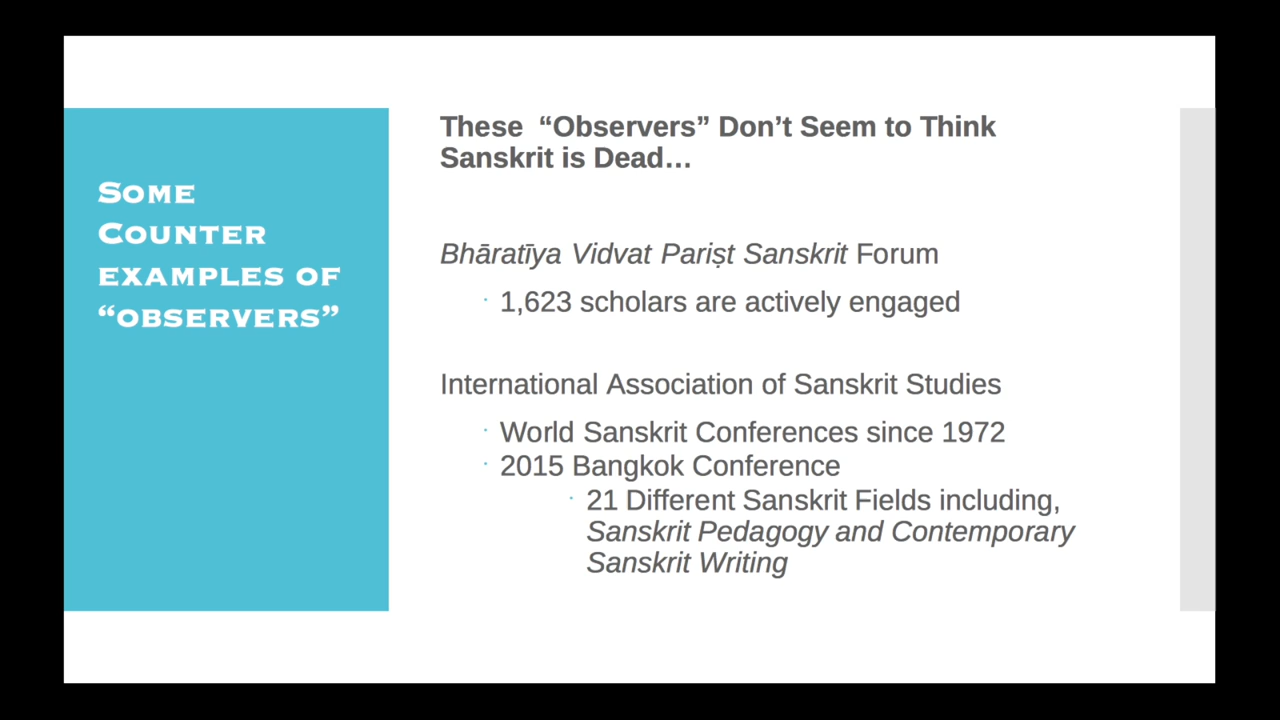 Some
Counter
examples of
“observers”
These “Observers” Don’t Seem to Think
Sanskrit is Dead…
Bhāratīya Vidvat Pariṣt Sanskrit Forum
· 1,623 scholars are actively engaged
International Association of Sanskrit Studies
· World Sanskrit Conferences since 1972
· 2015 Bangkok Conference
· 21 Different Sanskrit Fields including,
Sanskrit Pedagogy and Contemporary
Sanskrit Writing